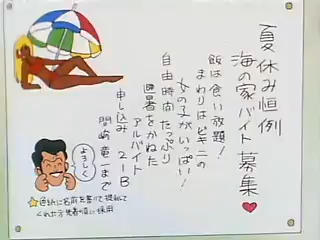 夏休み恒例
海の家バイト募集
飯は食い放題!
まわりはビキニの
女の子がいっぱい!
自由時間たっぷり
避暑をかねた
アルバイト
申し込み 2-B
間崎 竜一まで
よろしく